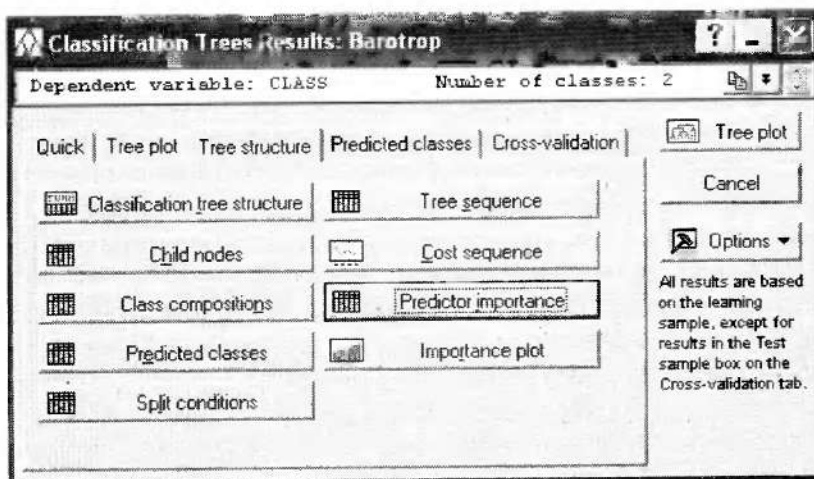 Classification Trees Results: Barotrop
Dependent variable: CLASS Number of classes: 2
Quick Tree plot Tree structure Predicted classes Cross-validation
Classification tree structure
Child nodes
Class compositions
Predicted classes
Split conditions
Tree sequence
Cost sequence
Predictor importance
Importance plot
Tree plot
Cancel
Options
All results are based
on the learning
sample, except for
results in the Test
sample box on the
Cross-validation tab.